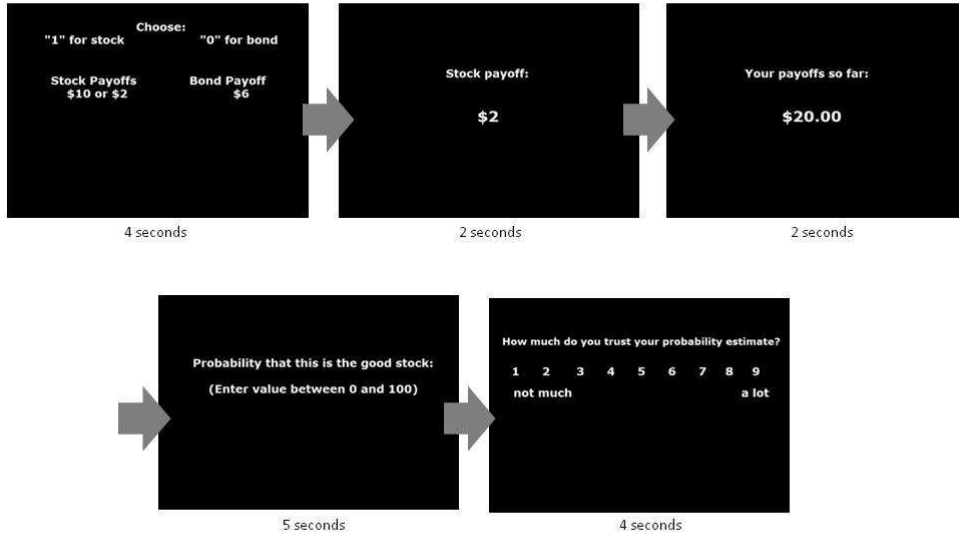 Choose:
"1" for stock "0" for bond
Stock Payoffs Bond Payoff
$10 or $2 $6
4 seconds
Stock payoff:
$2
2 seconds
Your payoffs so far:
$20.00
2 seconds
Probability that this is the good stock:
(Enter value between 0 and 100)
5 seconds
How much do you trust your probability estimate?
1 2 3 4 5 6 7 8 9
not much a lot
4 seconds